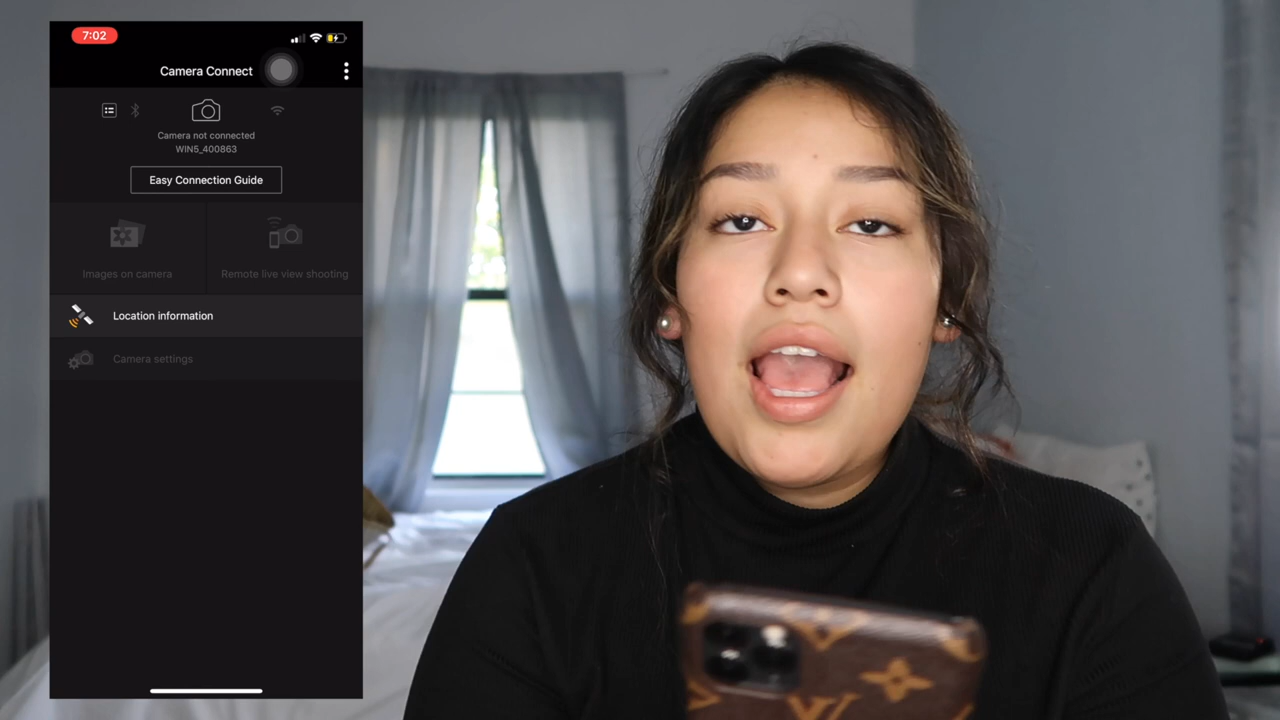 7:02
Camera Connect
Camera not connected
WIN5_400863
Easy Connection Guide
Images on camera
Remote live view shooting
Location information
Camera settings